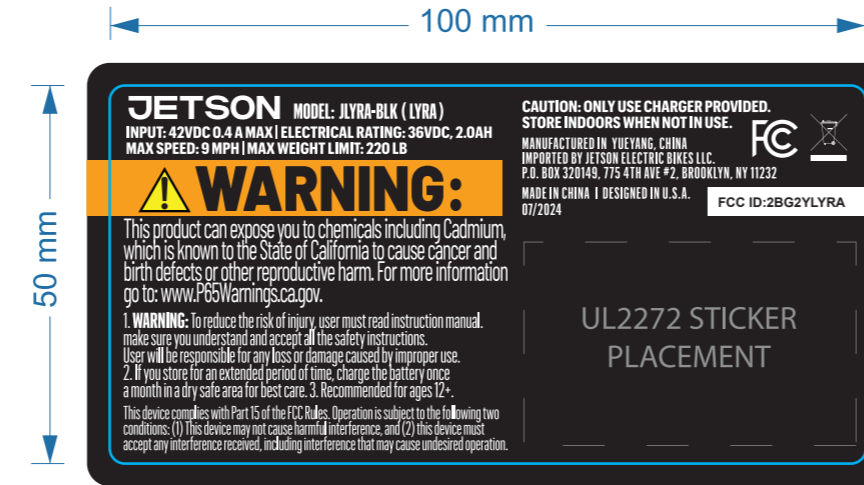 100 mm
50 mm
JETSON MODEL: JLYRA-BLK ( LYRA )
INPUT: 42VDC 0.4 A MAX | ELECTRICAL RATING: 36VDC, 2.0AH
MAX SPEED: 9 MPH | MAX WEIGHT LIMIT: 220 LB
WARNING:
This product can expose you to chemicals including Cadmium,
which is known to the State of California to cause cancer and
birth defects or other reproductive harm. For more information
go to: www.P65Warnings.ca.gov.
1. WARNING: To reduce the risk of injury, user must read instruction manual.
make sure you understand and accept all the safety instructions.
User will be responsible for any loss or damage caused by improper use.
2. If you store for an extended period of time, charge the battery once
a month in a dry safe area for best care. 3. Recommended for ages 12+.
This device complies with Part 15 of the FCC Rules. Operation is subject to the following two
conditions: (1) This device may not cause harmful interference, and (2) this device must
accept any interference received, including interference that may cause undesired operation.
CAUTION: ONLY USE CHARGER PROVIDED.
STORE INDOORS WHEN NOT IN USE.
MANUFACTURED IN YUEYANG, CHINA
IMPORTED BY JETSON ELECTRIC BIKES LLC.
P.O. BOX 320149, 775 4TH AVE #2, BROOKLYN, NY 11232
MADE IN CHINA | DESIGNED IN U.S.A.
07/2024
FC
FCC ID:2BG2YLYRA
UL2272 STICKER
PLACEMENT